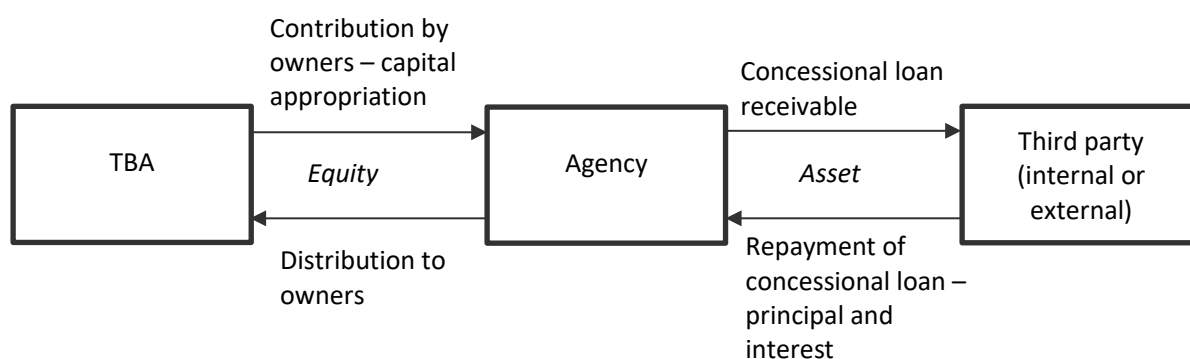 Contribution by
owners – capital
appropriation
Concessional loan
receivable
TBA
Equity
Agency
Asset
Third party
(internal or
external)
Distribution to
owners
Repayment of
concessional loan –
principal and
interest